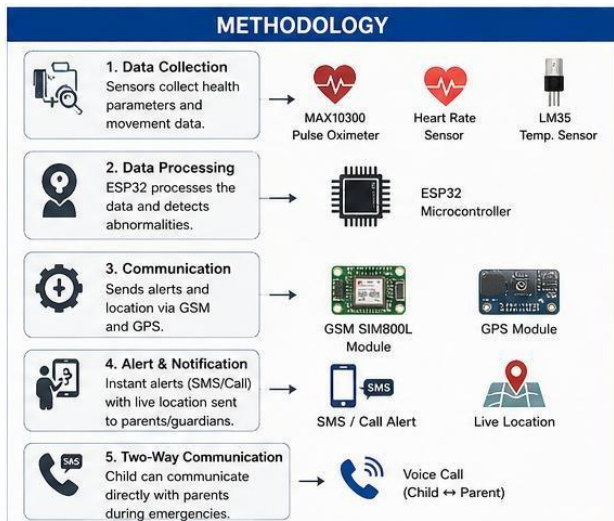 METHODOLOGY
1. Data Collection
Sensors collect health
parameters and
movement data.
MAX10300
Pulse Oximeter
Heart Rate
Sensor
LM35
Temp. Sensor
2. Data Processing
ESP32 processes the
data and detects
abnormalities.
ESP32
Microcontroller
3. Communication
Sends alerts and
location via GSM
and GPS.
GSM SIM800L
Module
GPS Module
4. Alert & Notification
Instant alerts (SMS/Call)
with live location sent
to parents/guardians.
SMS
SMS / Call Alert
Live Location
SAS
5. Two-Way Communication
Child can communicate
directly with parents
during emergencies.
Voice Call
(Child ↔ Parent)